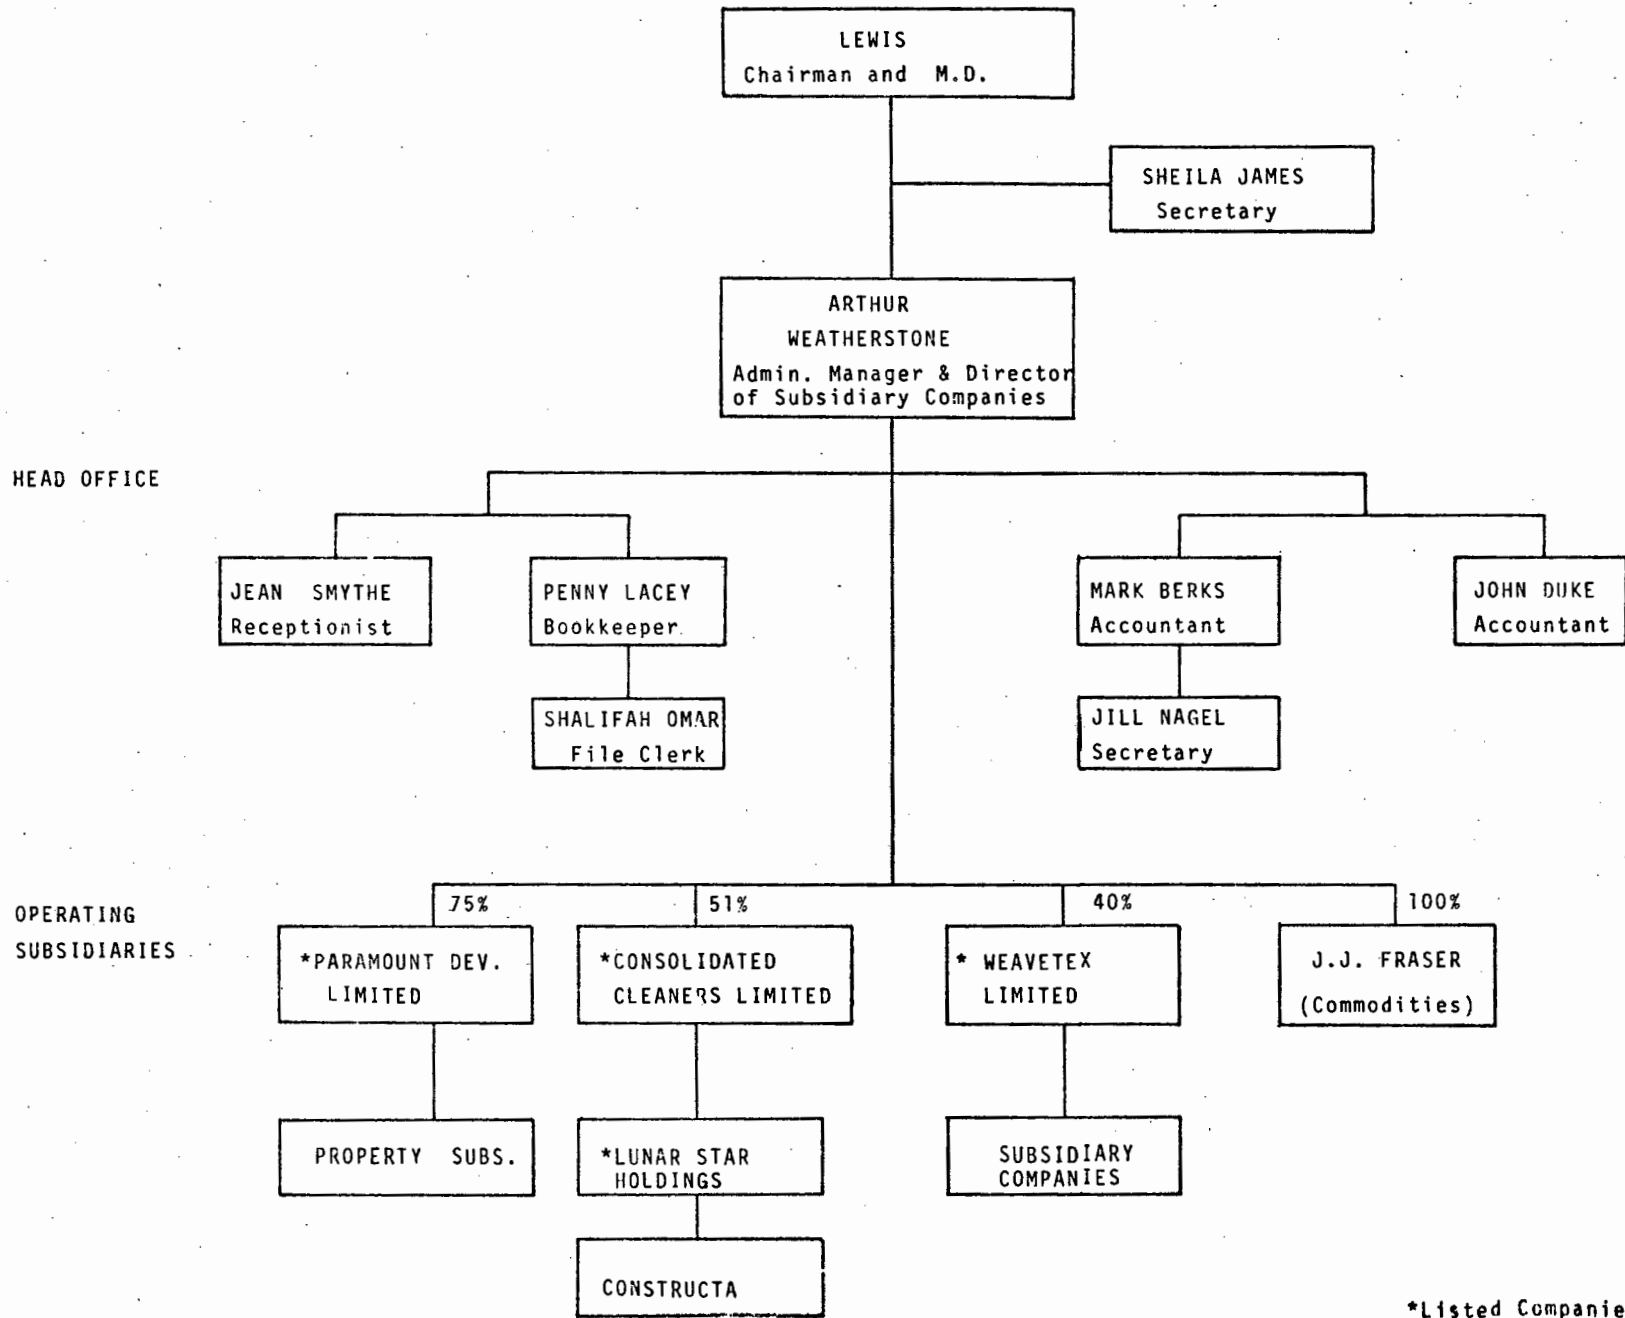 LEWIS
Chairman and M.D.
SHEILA JAMES
Secretary
ARTHUR
WEATHERSTONE
Admin. Manager & Director
of Subsidiary Companies
HEAD OFFICE
JEAN SMYTHE
Receptionist
PENNY LACEY
Bookkeeper
MARK BERKS
Accountant
JOHN DUKE
Accountant
SHALIFAH OMAR
File Clerk
JILL NAGEL
Secretary
OPERATING
SUBSIDIARIES
75%
51%
40%
100%
*PARAMOUNT DEV.
LIMITED
*CONSOLIDATED
CLEANERS LIMITED
* WEAVETEX
LIMITED
J.J. FRASER
(Commodities)
PROPERTY SUBS.
*LUNAR STAR
HOLDINGS
SUBSIDIARY
COMPANIES
CONSTRUCTA
*Listed Companie